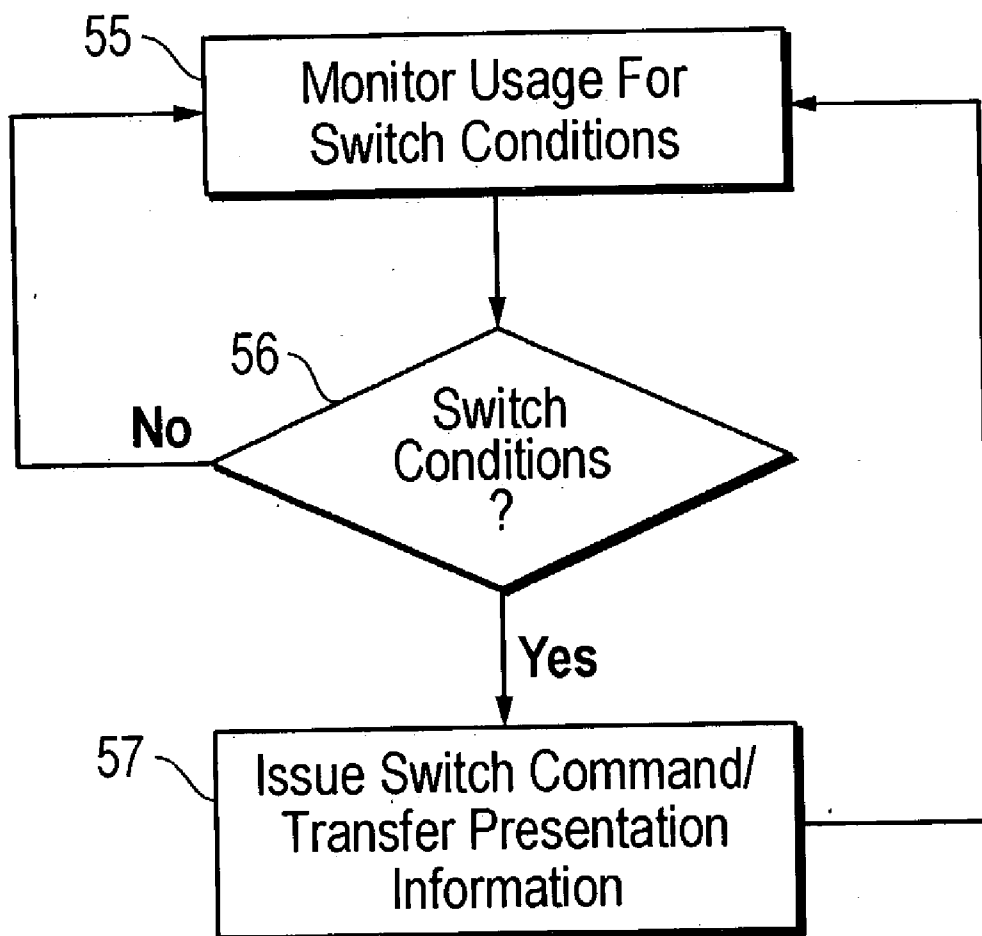 55
Monitor Usage For
Switch Conditions
56
No
Switch
Conditions
?
Yes
57
Issue Switch Command/
Transfer Presentation
Information